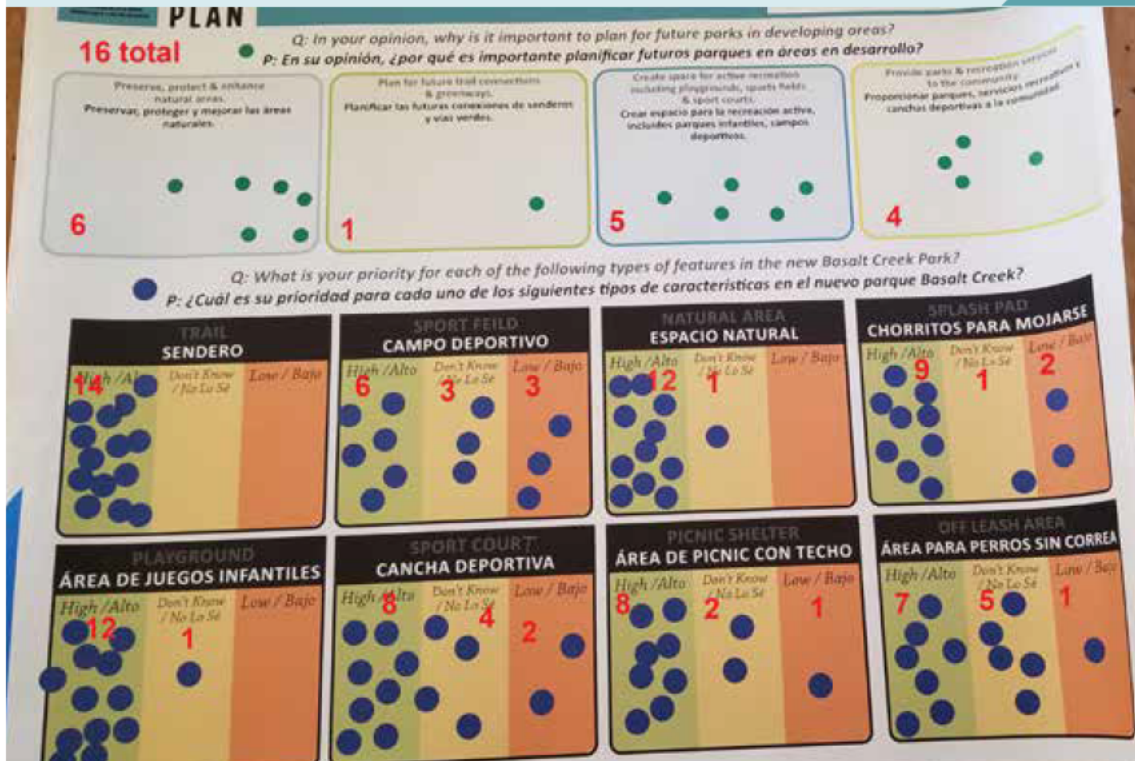 PLAN
16 total
Q: In your opinion, why is it important to plan for future parks in developing areas?
P: En su opinión, ¿por qué es importante planificar futuros parques en áreas en desarrollo?
Preserve, protect & enhance
natural areas.
Preservar, proteger y mejorar las áreas
naturales.
6
Plan for future trail connections
& greenways.
Planificar las futuras conexiones de senderos
y vías verdes.
1
Create space for active recreation
including playgrounds, sports fields
& sport courts.
Crear espacio para la recreación activa,
incluidos parques infantiles, campos
deportivos.
5
Provide parks & recreation services
to the community.
Proporcionar parques, servicios recreativos y
canchas deportivas a la comunidad.
4
Q: What is your priority for each of the following types of features in the new Basalt Creek Park?
P: ¿Cuál es su prioridad para cada uno de los siguientes tipos de características en el nuevo parque Basalt Creek?
TRAIL
SENDERO
High /Al
Don't Know
/ No Lo Sé
Low / Bajo
14
SPORT FEILD
CAMPO DEPORTIVO
High /Alto
Don't Know
/ No Lo Sé
Low / Bajo
6
3
3
NATURAL AREA
ESPACIO NATURAL
High /Alto
Don't Know
/ No Lo Sé
Low / Bajo
12
1
SPLASH PAD
CHORRITOS PARA MOJARSE
High /Alto
Don't Know
/ No Lo Sé
Low / Bajo
9
1
2
PLAYGROUND
ÁREA DE JUEGOS INFANTILES
High /Alto
Don't Know
/ No Lo Sé
Low / Bajo
12
1
SPORT COURT
CANCHA DEPORTIVA
High /Alto
Don't Know
/ No Lo Sé
Low / Bajo
8
4
2
PICNIC SHELTER
ÁREA DE PICNIC CON TECHO
High /Alto
Don't Know
/ No Lo Sé
Low / Bajo
8
2
1
OFF LEASH AREA
ÁREA PARA PERROS SIN CORREA
High /Alto
Don't Know
/ No Lo Sé
Low / Bajo
7
5
1